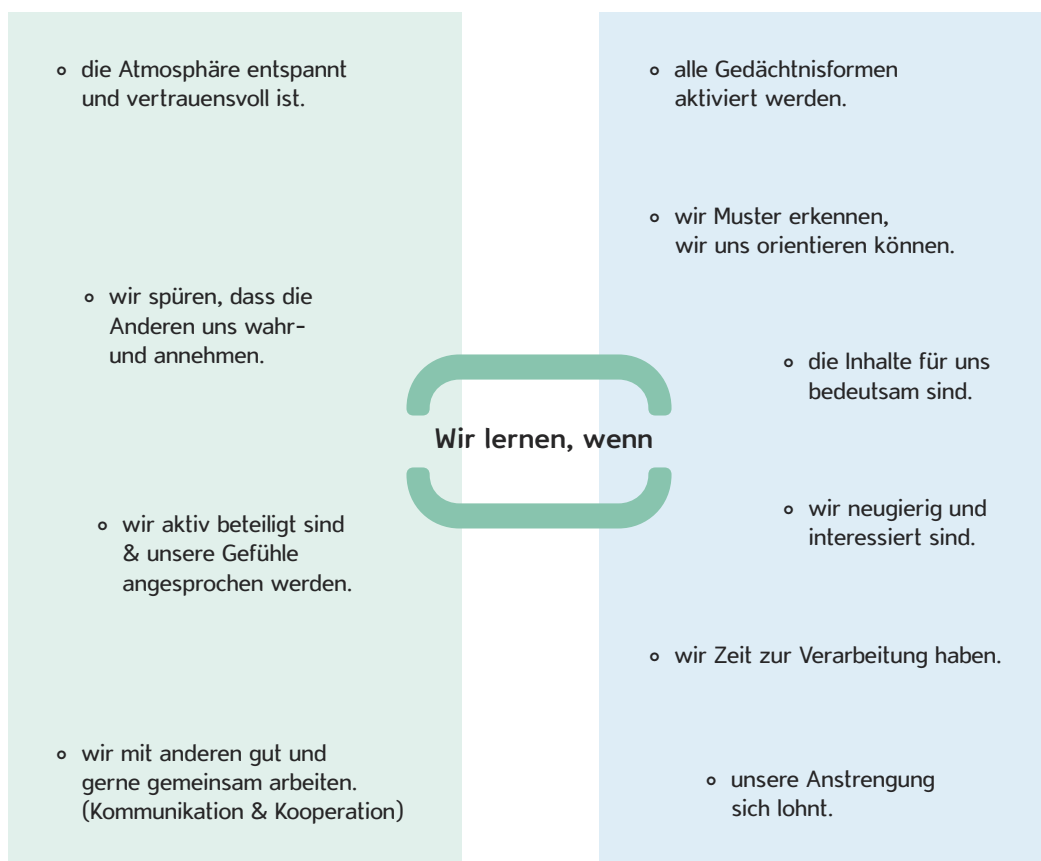 die Atmosphäre entspannt
und vertrauensvoll ist.
wir spüren, dass die
Anderen uns wahr-
und annehmen.
wir aktiv beteiligt sind
& unsere Gefühle
angesprochen werden.
wir mit anderen gut und
gerne gemeinsam arbeiten.
(Kommunikation & Kooperation)
Wir lernen, wenn
alle Gedächtnisformen
aktiviert werden.
wir Muster erkennen,
wir uns orientieren können.
die Inhalte für uns
bedeutsam sind.
wir neugierig und
interessiert sind.
wir Zeit zur Verarbeitung haben.
unsere Anstrengung
sich lohnt.